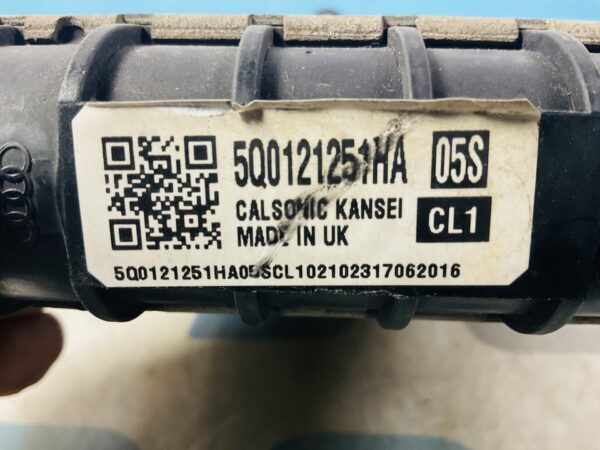 5Q0121251HA 05S
CALSONIC KANSEI CL1
MADE IN UK
5Q0121251HA05SCL102102317062016